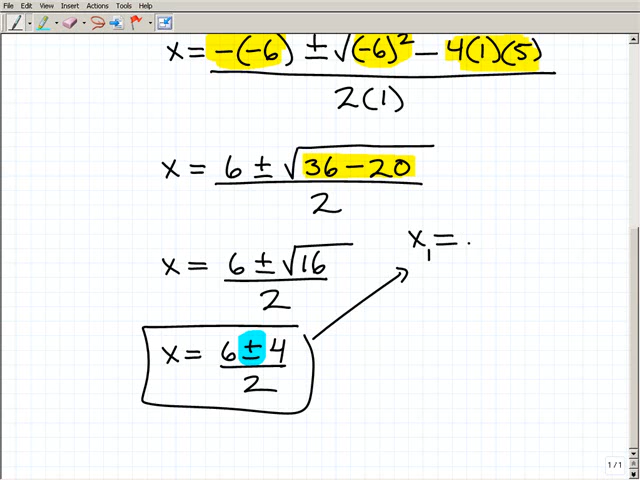 File Edit View Insert Actions Tools Help
x = -(-6) ± √(-6)² - 4(1)(5)
2(1)
x = 6 ± √36 - 20
2
x₁ = .
x = 6 ± √16
2
x = 6 ± 4
2
1/1